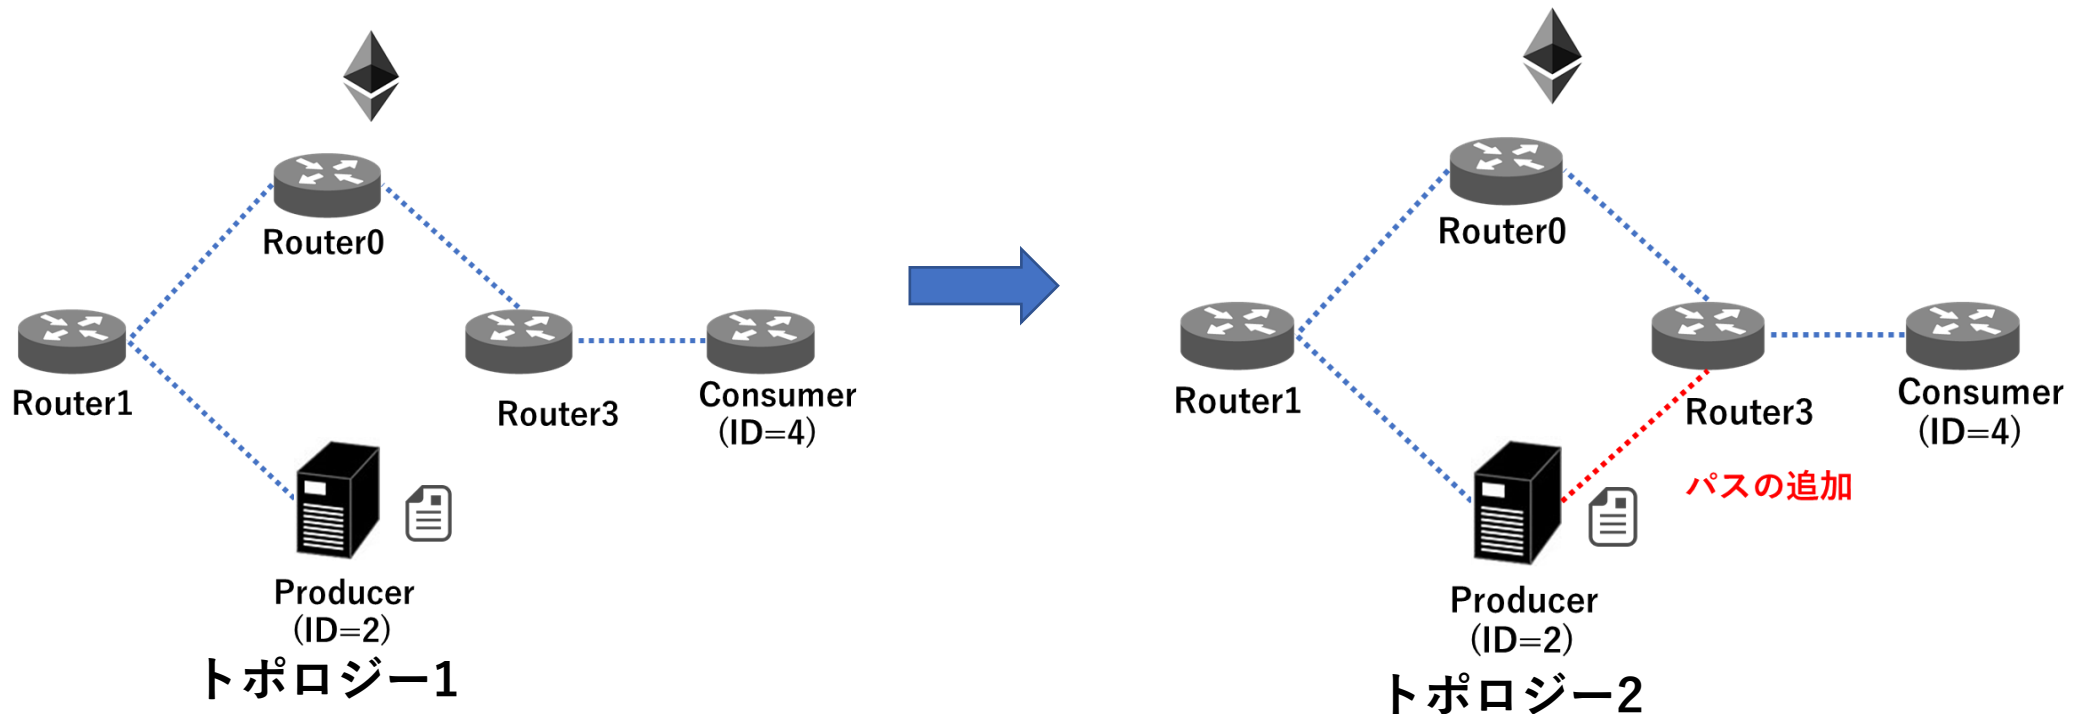 Router0
Router1
Router3
Consumer
(ID=4)
Producer
(ID=2)
トポロジー1
Router0
Router1
Router3
Consumer
(ID=4)
パスの追加
Producer
(ID=2)
トポロジー2